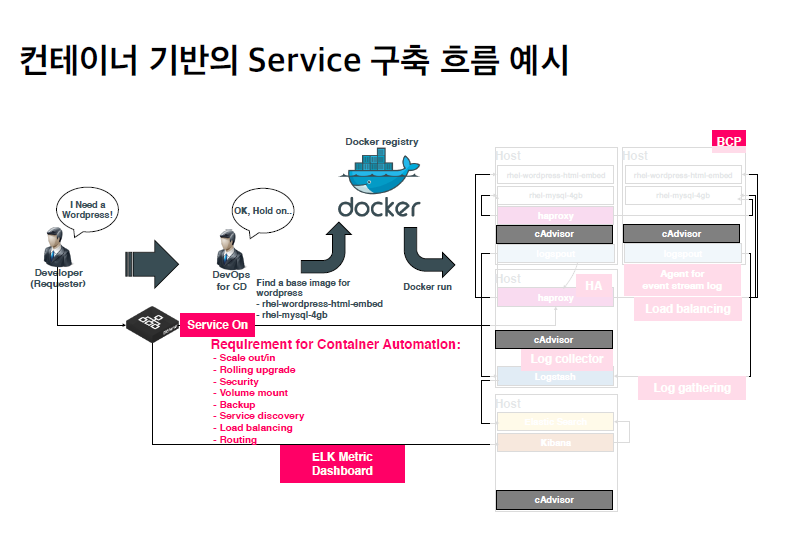 컨테이너 기반의 Service 구축 흐름 예시
Docker registry
BCP
I Need a
Wordpress!
OK, Hold on..
docker
Developer
(Requester)
DevOps
for CD
Find a base image for
wordpress
- rhel-wordpress-html-embed
- rhel-mysql-4gb
Docker run
Service On
Requirement for Container Automation:
- Scale out/in
- Rolling upgrade
- Security
- Volume mount
- Backup
- Service discovery
- Load balancing
- Routing
ELK Metric
Dashboard
Host
rhel-wordpress-html-embed
rhel-mysql-4gb
haproxy
cAdvisor
Host
rhel-wordpress-html-embed
rhel-mysql-4gb
cAdvisor
Agent for
event stream log
Load balancing
Host
HA
haproxy
cAdvisor
Log collector
Logstash
Log gathering
Host
Kibana
cAdvisor